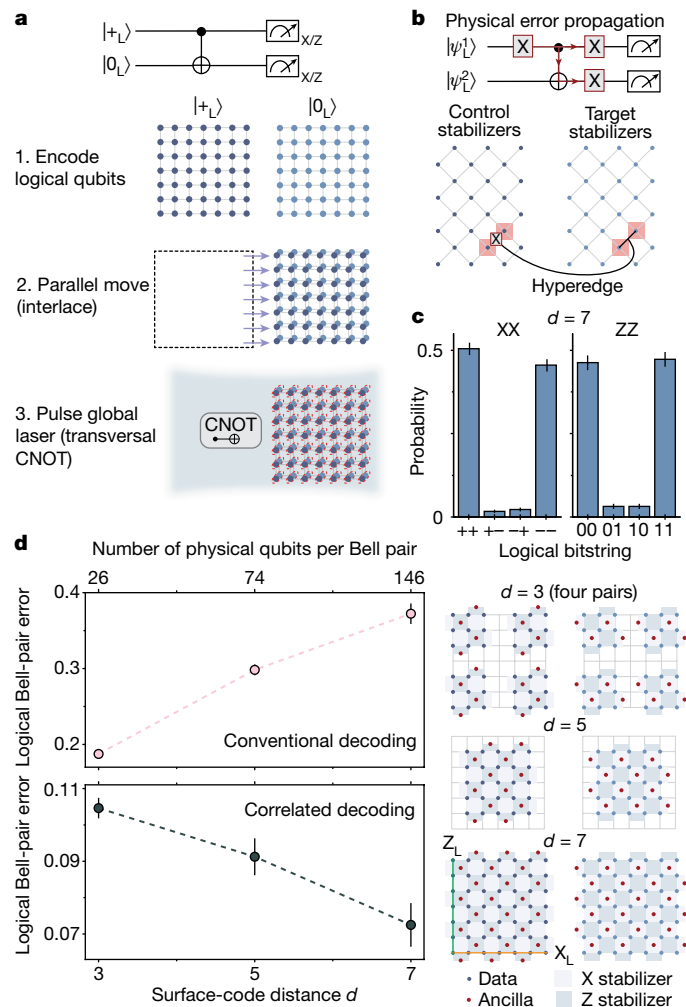 a
|+L⟩
|0L⟩
X/Z
X/Z
|+L⟩ |0L⟩
1. Encode
logical qubits
2. Parallel move
(interlace)
3. Pulse global
laser (transversal
CNOT)
CNOT
b
Physical error propagation
|ψ¹L⟩ X X
|ψ²L⟩ X
Control
stabilizers
Target
stabilizers
X
Hyperedge
c
d = 7
XX ZZ
Probability
0.5
0
++ +− −+ −− 00 01 10 11
Logical bitstring
d
Number of physical qubits per Bell pair
26 74 146
Logical Bell-pair error
0.4
0.3
0.2
Conventional decoding
Logical Bell-pair error
0.11
0.09
0.07
Correlated decoding
3 5 7
Surface-code distance d
d = 3 (four pairs)
d = 5
d = 7
ZL
XL
Data
Ancilla
X stabilizer
Z stabilizer